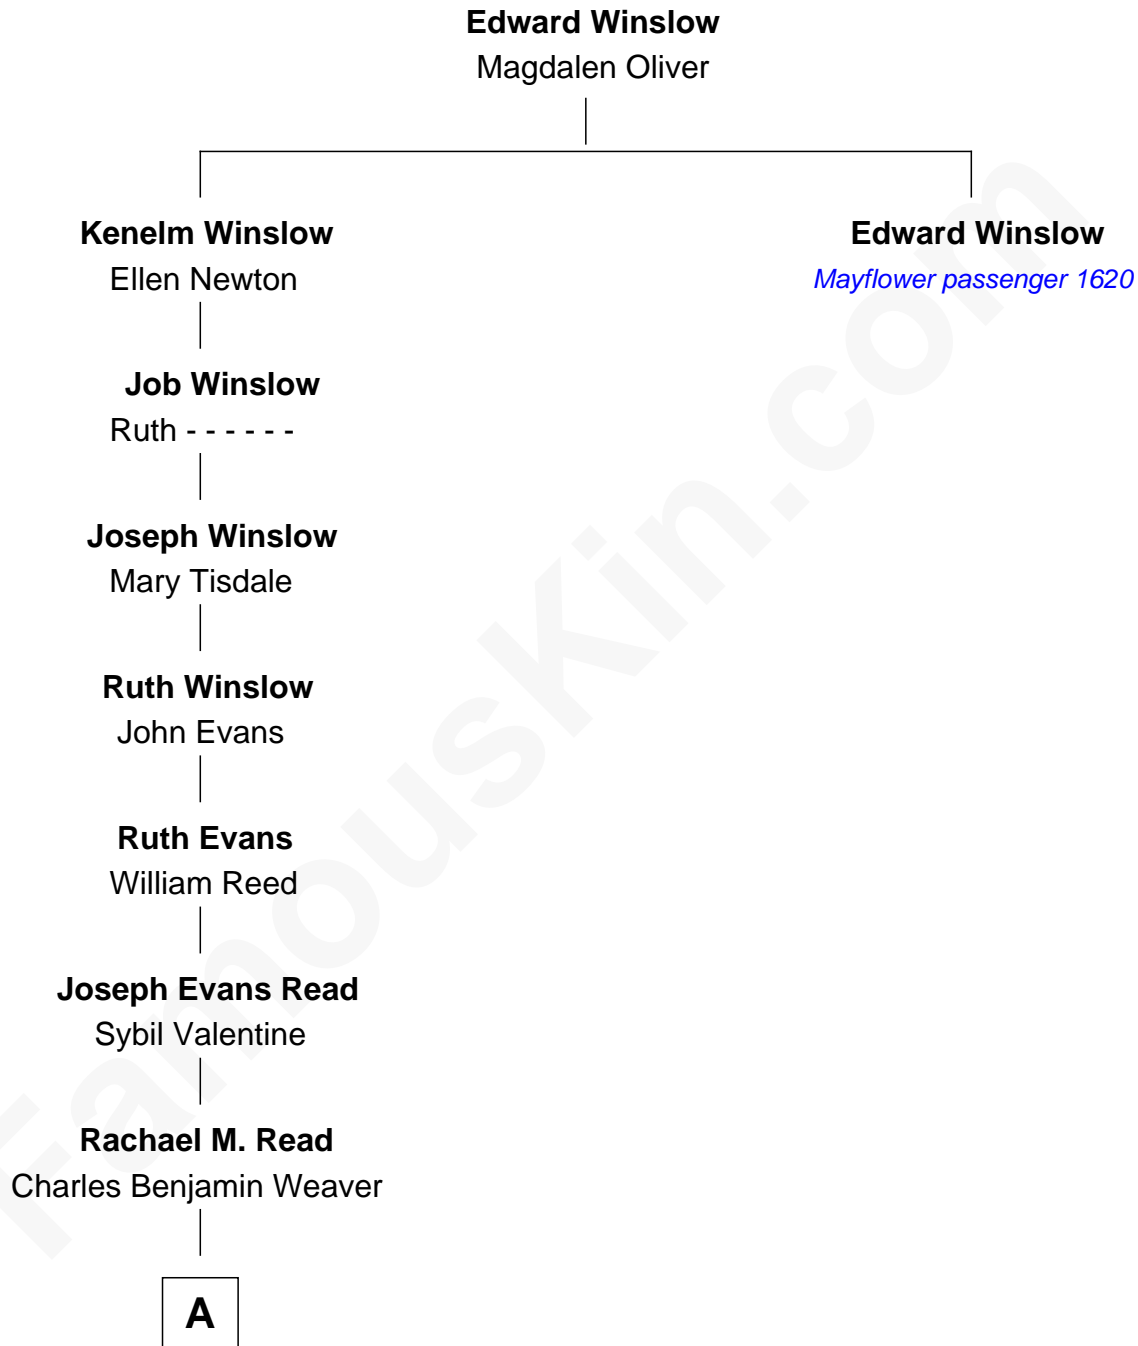 Edward Winslow
Magdalen Oliver
Kenelm Winslow
Ellen Newton
Edward Winslow
Mayflower passenger 1620
Job Winslow
Ruth - - - - - -
Joseph Winslow
Mary Tisdale
Ruth Winslow
John Evans
Ruth Evans
William Reed
Joseph Evans Read
Sybil Valentine
Rachael M. Read
Charles Benjamin Weaver
A
FamousKin.com